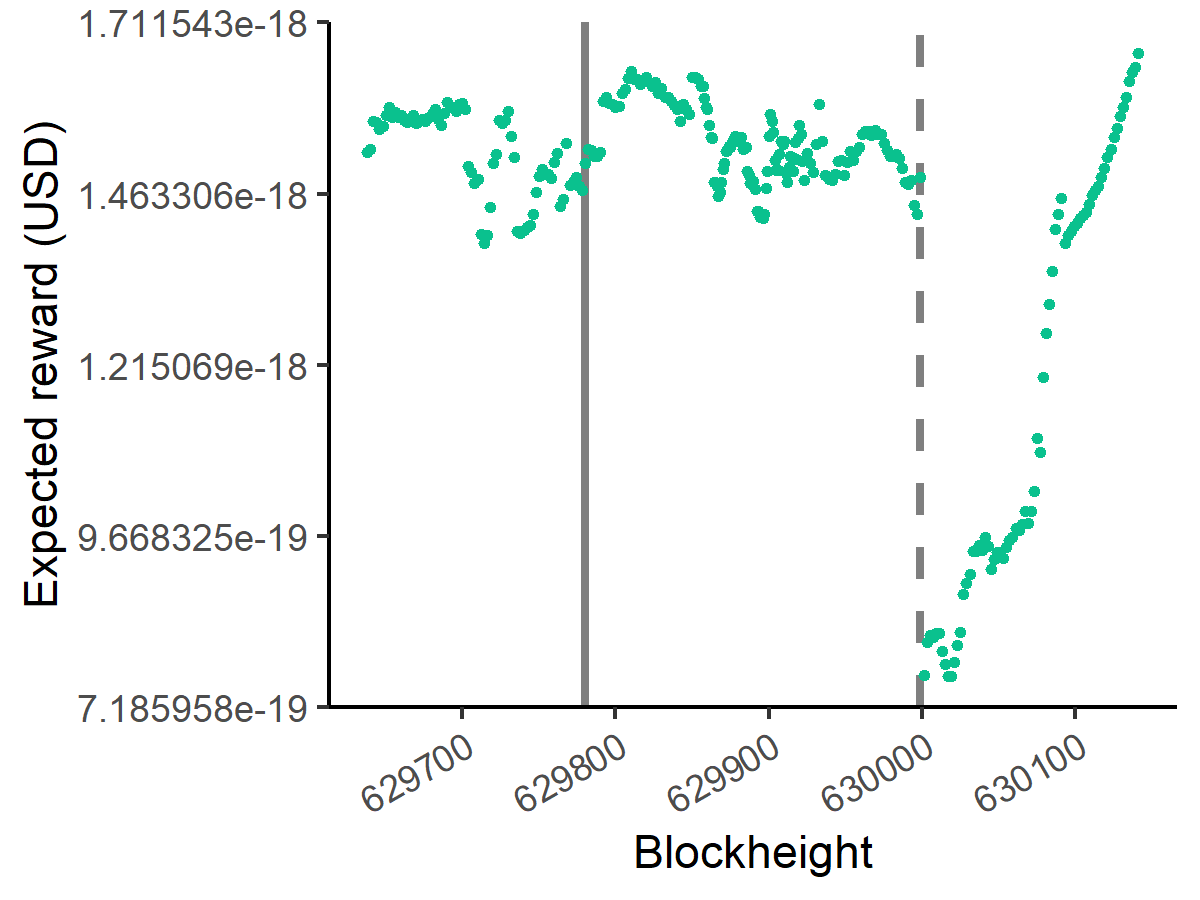 Expected reward (USD)
1.711543e-18
1.463306e-18
1.215069e-18
9.668325e-19
7.185958e-19
629700
629800
629900
630000
630100
Blockheight